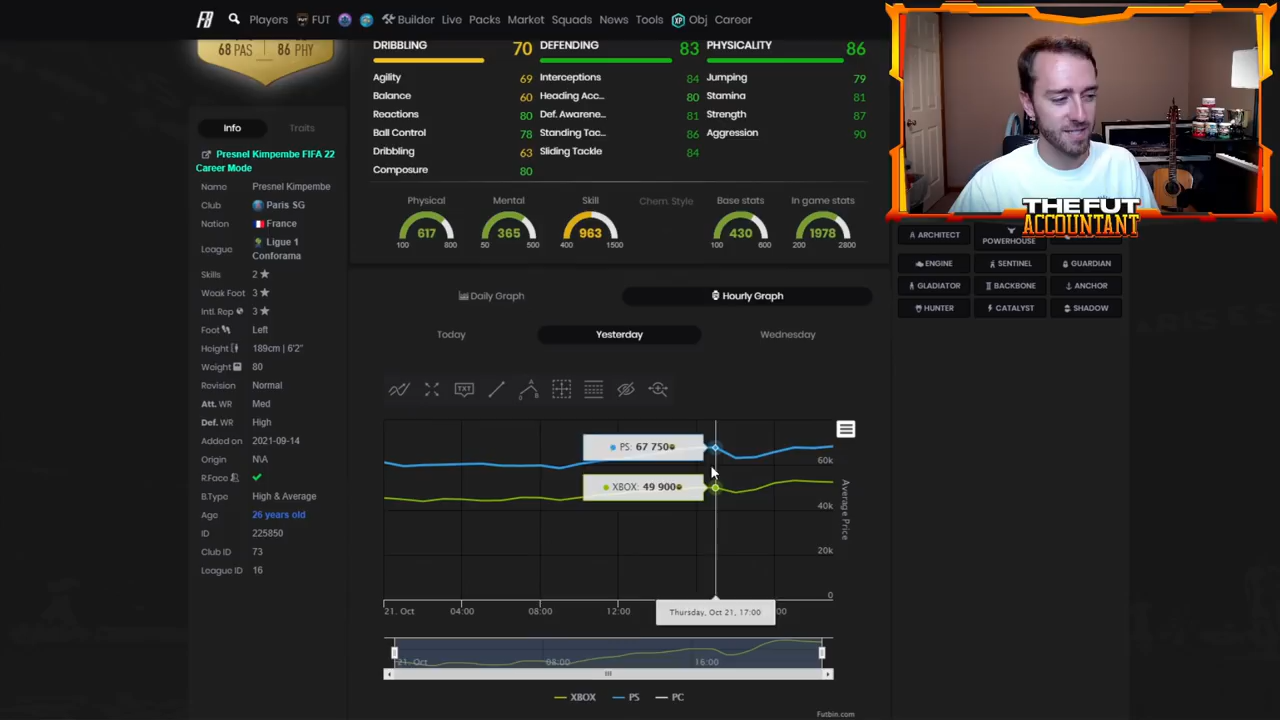 F8 Players FUT Builder Live Packs Market Squads News Tools XP Obj Career
68 PAS 86 PHY
DRIBBLING 70 DEFENDING 83 PHYSICALITY 86
Agility 69 Interceptions 84 Jumping 79
Balance 60 Heading Acc... 80 Stamina 81
Reactions 80 Def. Awarene... 81 Strength 87
Ball Control 78 Standing Tac... 86 Aggression 90
Dribbling 63 Sliding Tackle 84
Composure 80
Info Traits
Presnel Kimpembe FIFA 22
Career Mode
Name Presnel Kimpembe
Club Paris SG
Nation France
League Ligue 1
Conforama
Skills 2
Weak Foot 3
Intl. Rep 3
Foot Left
Height 189cm | 6'2"
Weight 80
Revision Normal
Att. WR Med
Def. WR High
Added on 2021-09-14
Origin N\A
R.Face
B.Type High & Average
Age 26 years old
ID 225850
Club ID 73
League ID 16
Physical Mental Skill Chem. Style Base stats In game stats
617 365 963 430 1978
100 800 50 500 400 1500 100 600 200 2800
Daily Graph Hourly Graph
Today Yesterday Wednesday
TXT
PS: 67 750
XBOX: 49 900
60k
40k
20k
0
Average Price
21. Oct 04:00 08:00 12:00 :00
Thursday, Oct 21, 17:00
21. Oct 08:00 16:00
XBOX PS PC
Futbin.com
THE FUT
ACCOUNTANT
ARCHITECT POWERHOUSE
ENGINE SENTINEL GUARDIAN
GLADIATOR BACKBONE ANCHOR
HUNTER CATALYST SHADOW